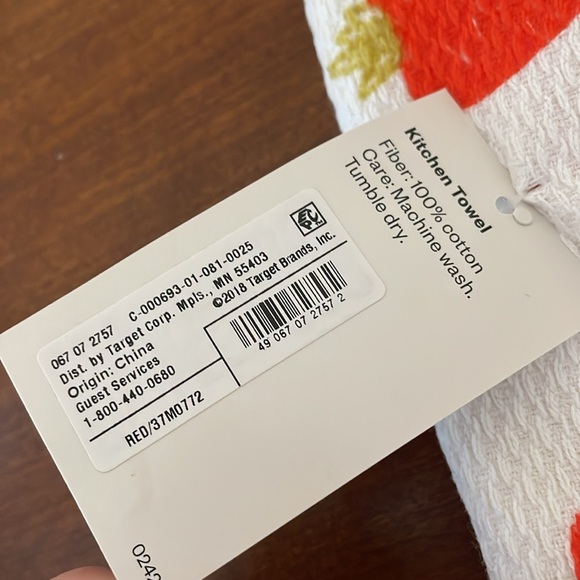 Kitchen Towel
Fiber: 100% cotton
Care: Machine wash.
Tumble dry.
067 07 2757 C-000693-01-081-0025
Dist. by Target Corp. Mpls., MN 55403
Origin: China ©2018 Target Brands, Inc.
Guest Services
1-800-440-0680
49 067 07 2757 2
RED/37M0772